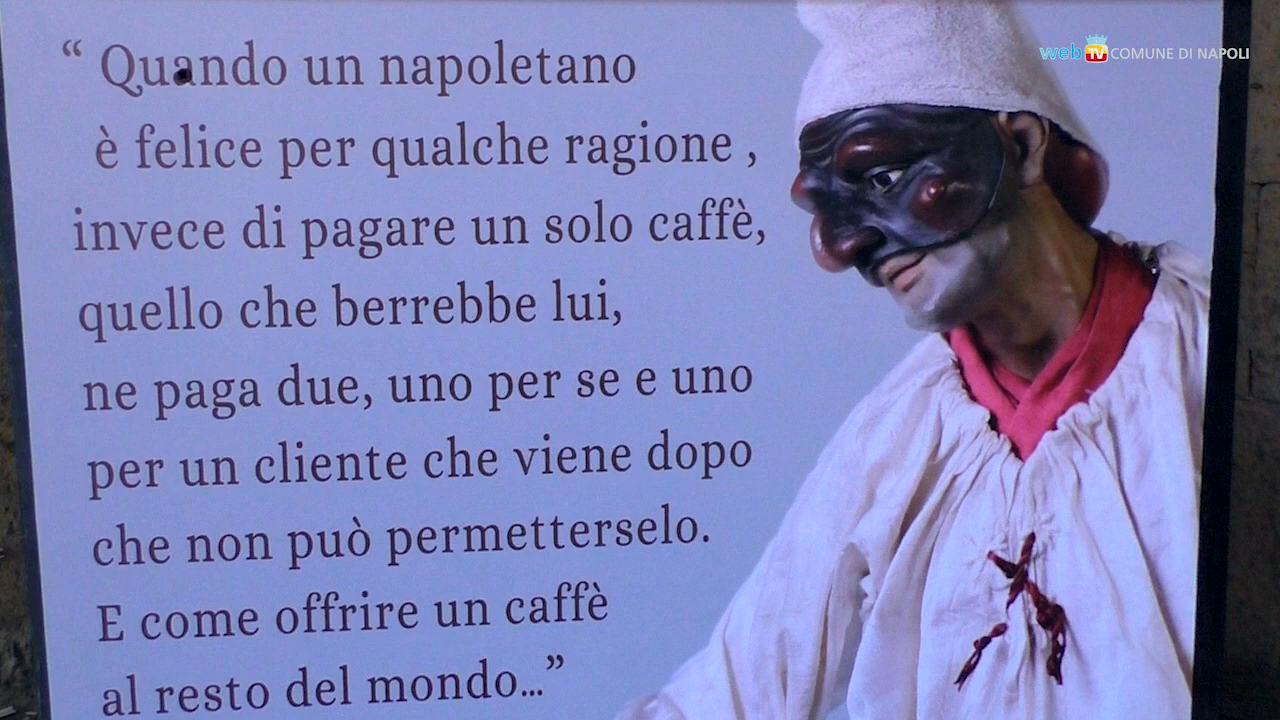 “ Quando un napoletano
è felice per qualche ragione ,
invece di pagare un solo caffè,
quello che berrebbe lui,
ne paga due, uno per se e uno
per un cliente che viene dopo
che non può permetterselo.
E come offrire un caffè
al resto del mondo...”
web TV COMUNE DI NAPOLI